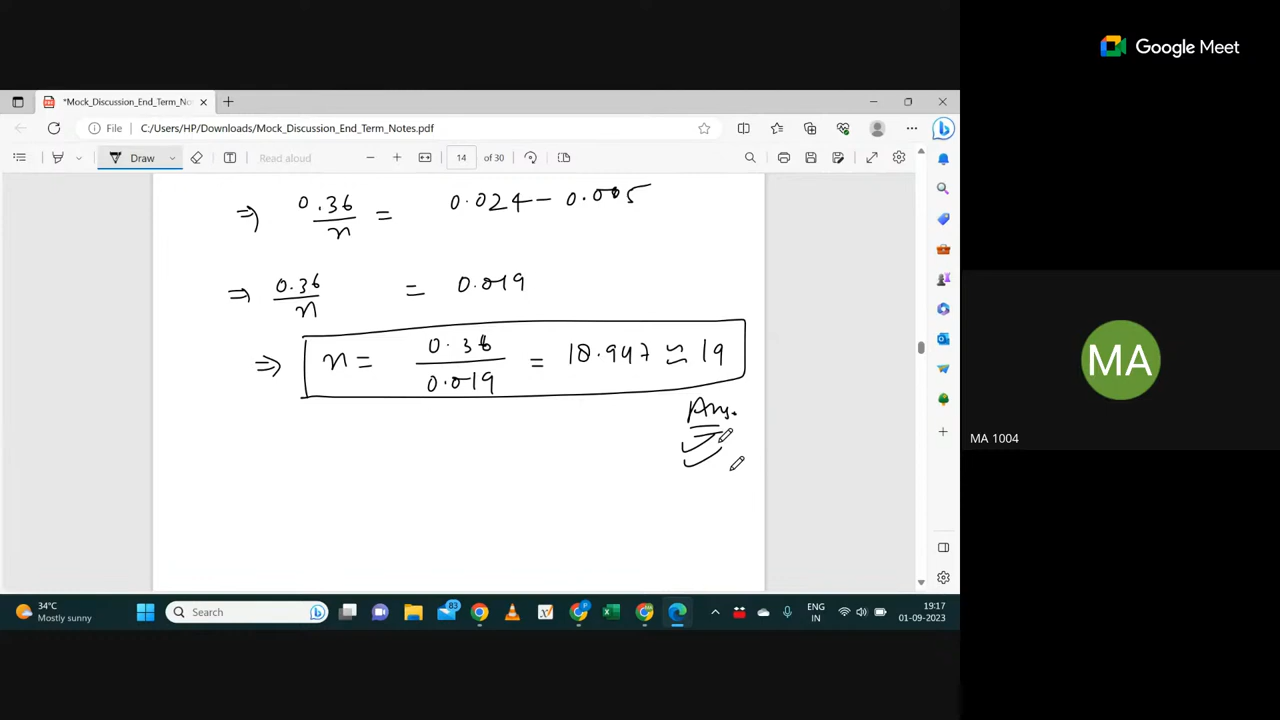 Google Meet
*Mock_Discussion_End_Term_No
File C:/Users/HP/Downloads/Mock_Discussion_End_Term_Notes.pdf
Draw Read aloud 14 of 30
⇒ 0.36/n = 0.024 - 0.005
⇒ 0.36/n = 0.019
⇒ n = 0.36/0.019 = 18.947 ≈ 19
Ans.
MA
MA 1004
34°C
Mostly sunny
Search
83
ENG
IN
19:17
01-09-2023